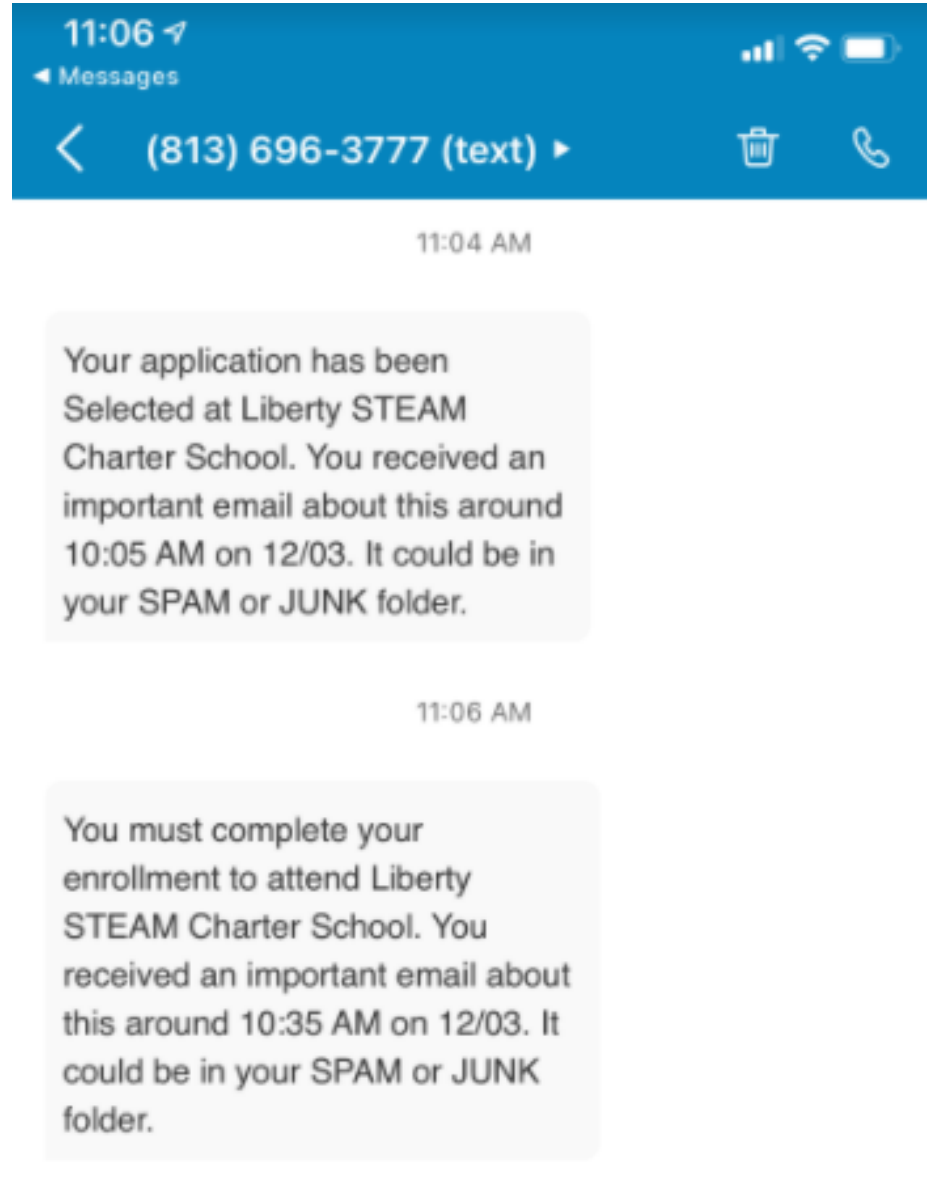 11:06
◀ Messages
(813) 696-3777 (text) ▸
11:04 AM
Your application has been
Selected at Liberty STEAM
Charter School. You received an
important email about this around
10:05 AM on 12/03. It could be in
your SPAM or JUNK folder.
11:06 AM
You must complete your
enrollment to attend Liberty
STEAM Charter School. You
received an important email about
this around 10:35 AM on 12/03. It
could be in your SPAM or JUNK
folder.